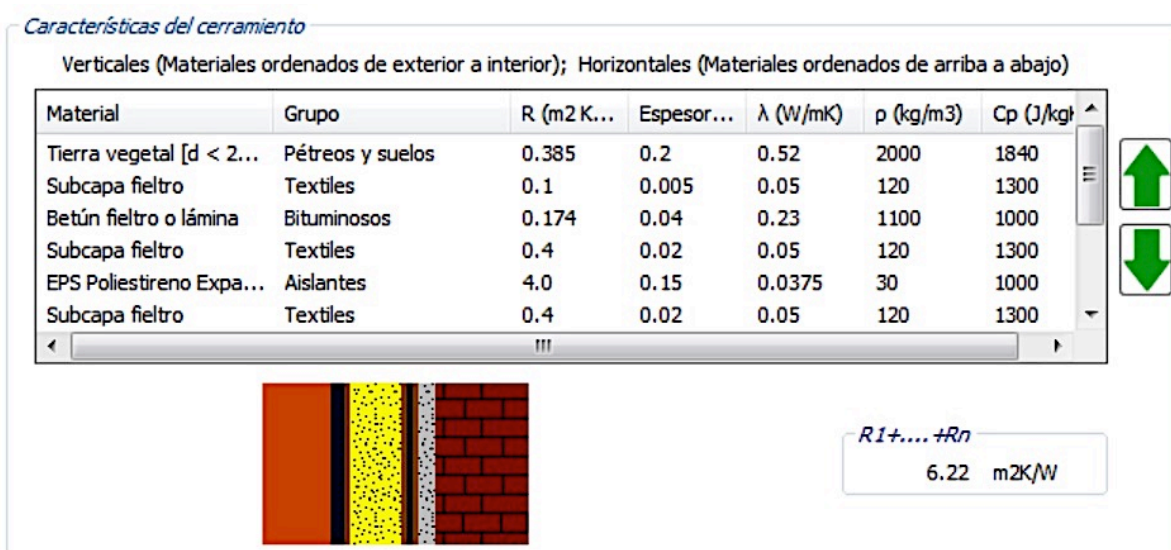 Características del cerramiento
Verticales (Materiales ordenados de exterior a interior); Horizontales (Materiales ordenados de arriba a abajo)
Material Grupo R (m2 K... Espesor... λ (W/mK) ρ (kg/m3) Cp (J/kgK
Tierra vegetal [d < 2... Pétreos y suelos 0.385 0.2 0.52 2000 1840
Subcapa fieltro Textiles 0.1 0.005 0.05 120 1300
Betún fieltro o lámina Bituminosos 0.174 0.04 0.23 1100 1000
Subcapa fieltro Textiles 0.4 0.02 0.05 120 1300
EPS Poliestireno Expa... Aislantes 4.0 0.15 0.0375 30 1000
Subcapa fieltro Textiles 0.4 0.02 0.05 120 1300
R1+....+Rn
6.22 m2K/W